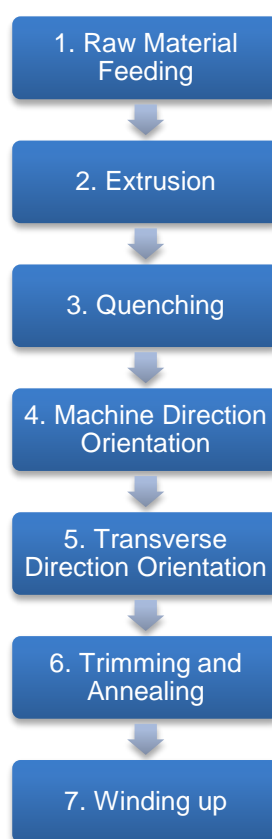 1. Raw Material
Feeding
2. Extrusion
3. Quenching
4. Machine Direction
Orientation
5. Transverse
Direction Orientation
6. Trimming and
Annealing
7. Winding up